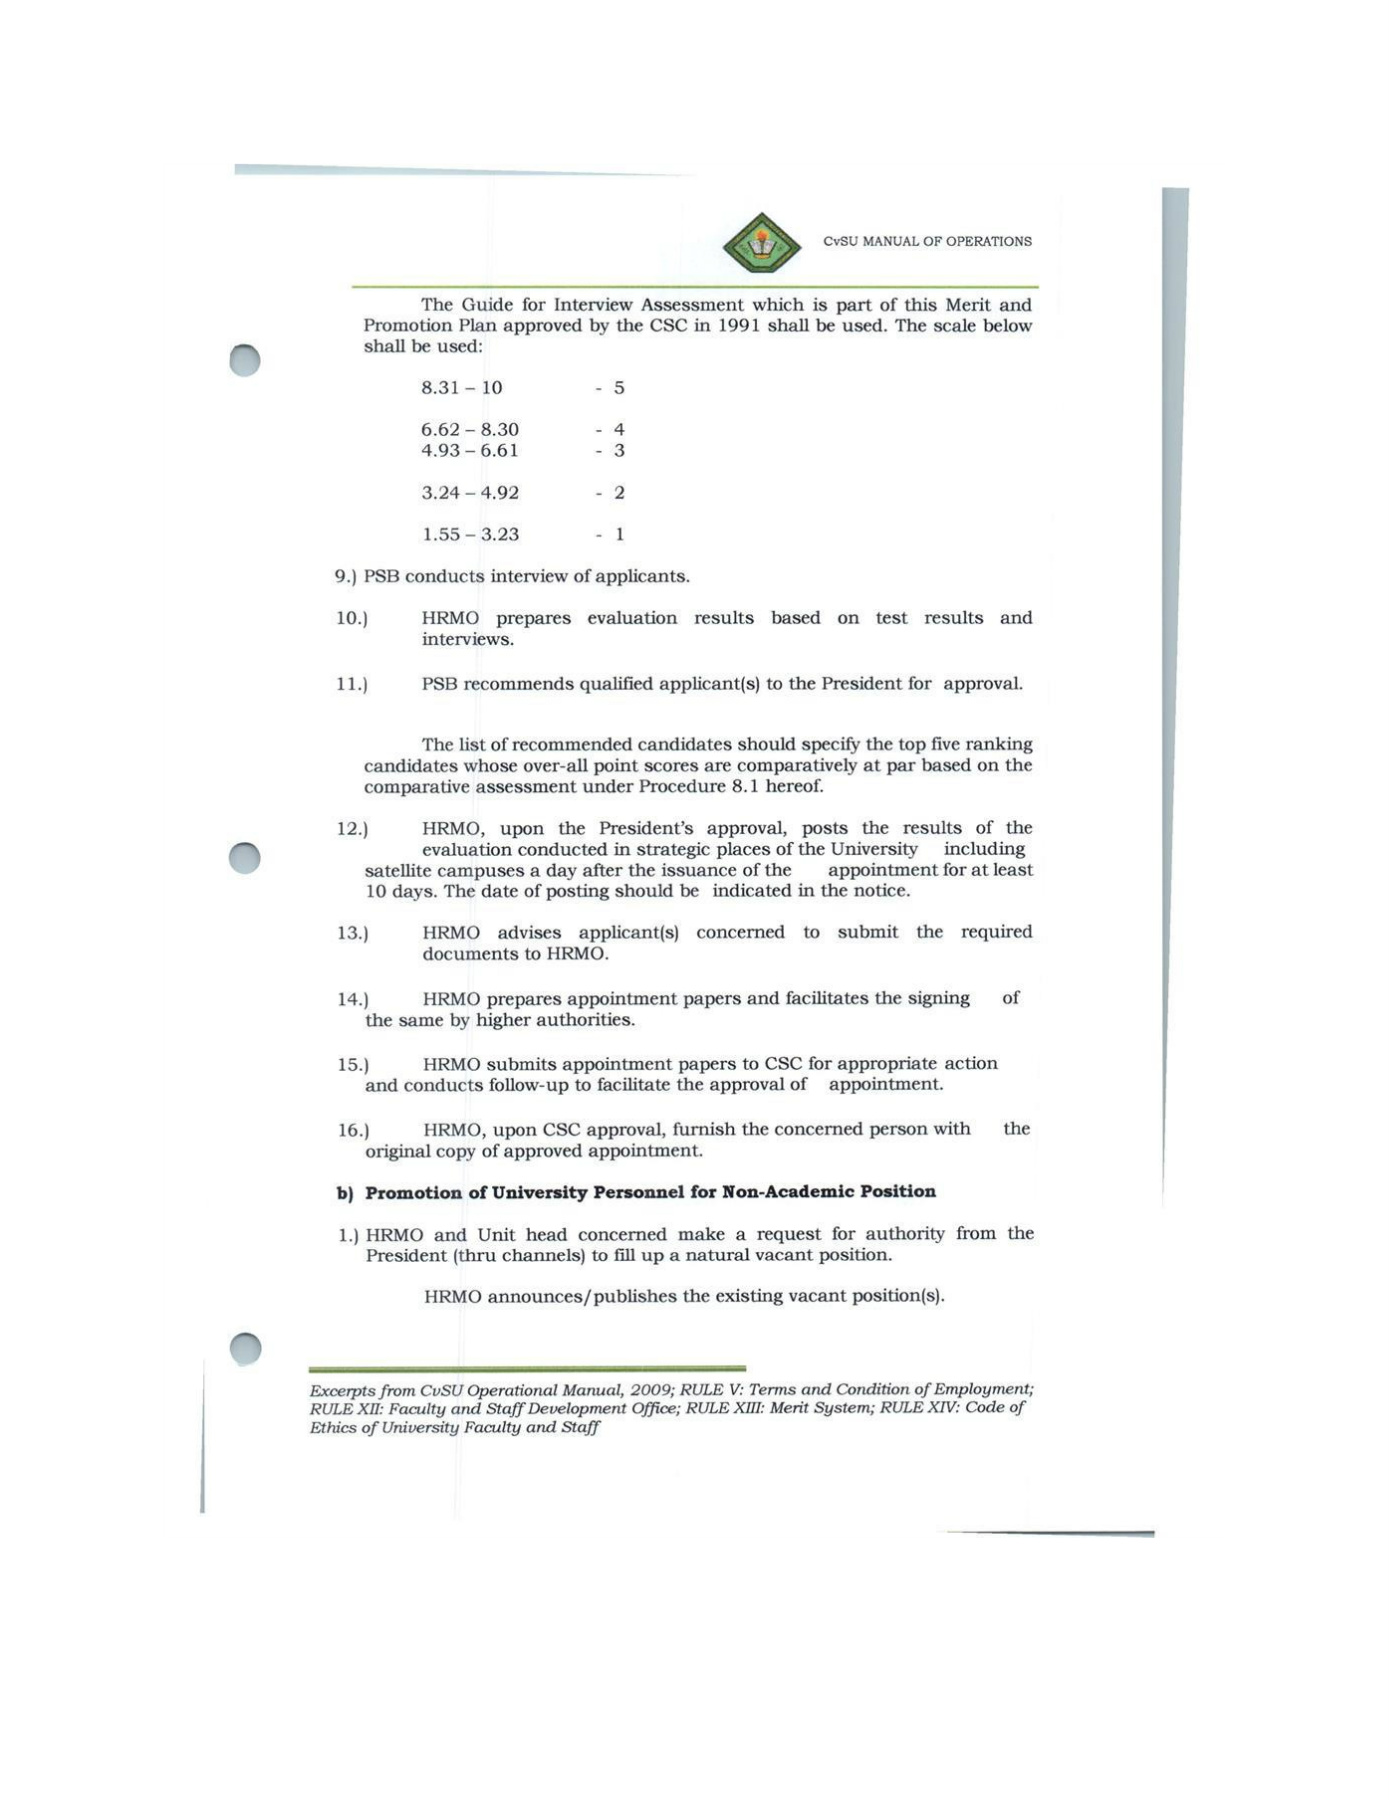 CvSU MANUAL OF OPERATIONS
The Guide for Interview Assessment which is part of this Merit and
Promotion Plan approved by the CSC in 1991 shall be used. The scale below
shall be used:
8.31 – 10 - 5
6.62 – 8.30 - 4
4.93 – 6.61 - 3
3.24 – 4.92 - 2
1.55 – 3.23 - 1
9.) PSB conducts interview of applicants.
10.) HRMO prepares evaluation results based on test results and
interviews.
11.) PSB recommends qualified applicant(s) to the President for approval.
The list of recommended candidates should specify the top five ranking
candidates whose over-all point scores are comparatively at par based on the
comparative assessment under Procedure 8.1 hereof.
12.) HRMO, upon the President's approval, posts the results of the
evaluation conducted in strategic places of the University including
satellite campuses a day after the issuance of the appointment for at least
10 days. The date of posting should be indicated in the notice.
13.) HRMO advises applicant(s) concerned to submit the required
documents to HRMO.
14.) HRMO prepares appointment papers and facilitates the signing of
the same by higher authorities.
15.) HRMO submits appointment papers to CSC for appropriate action
and conducts follow-up to facilitate the approval of appointment.
16.) HRMO, upon CSC approval, furnish the concerned person with the
original copy of approved appointment.
b) Promotion of University Personnel for Non-Academic Position
1.) HRMO and Unit head concerned make a request for authority from the
President (thru channels) to fill up a natural vacant position.
HRMO announces/publishes the existing vacant position(s).
Excerpts from CvSU Operational Manual, 2009; RULE V: Terms and Condition of Employment;
RULE XII: Faculty and Staff Development Office; RULE XIII: Merit System; RULE XIV: Code of
Ethics of University Faculty and Staff